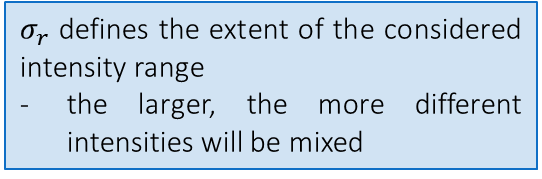 σᵣ defines the extent of the considered
intensity range
- the larger, the more different
intensities will be mixed